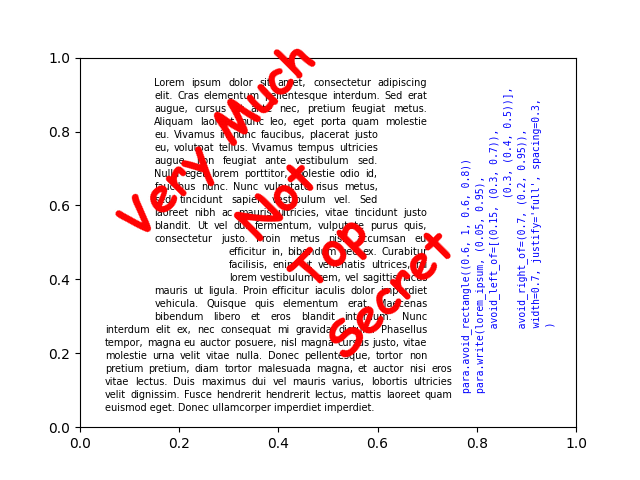 Lorem ipsum dolor sit amet, consectetur adipiscing
elit. Cras elementum pellentesque interdum. Sed erat
augue, cursus ante nec, pretium feugiat metus.
Aliquam laoreet nunc leo, eget porta quam molestie
eu. Vivamus in nunc faucibus, placerat justo
eu, volutpat tellus. Vivamus tempus ultricies
augue, non feugiat ante vestibulum sed.
Nulla eget lorem porttitor, molestie odio id,
faucibus nunc. Nunc vulputate risus metus,
sed tincidunt sapien vestibulum vel. Sed
laoreet nibh ac mauris ultricies, vitae tincidunt justo
blandit. Ut vel fermentum, vulputate purus quis,
consectetur justo. Proin metus accumsan eu
efficitur in, bibendum ex. Curabitur
facilisis, enim venenatis ultrices,
lorem vestibulum sem, vel sagittis lacus
mauris ut ligula. Proin efficitur iaculis dolor imperdiet
vehicula. Quisque quis elementum erat. Maecenas
bibendum libero et eros blandit interdum. Nunc
interdum elit ex, nec consequat mi gravida dictum. Phasellus
tempor, magna eu auctor posuere, nisl magna cursus justo, vitae
molestie urna velit vitae nulla. Donec pellentesque, tortor non
pretium pretium, diam tortor malesuada magna, et auctor nisi eros
vitae lectus. Duis maximus dui vel mauris varius, lobortis ultricies
velit dignissim. Fusce hendrerit hendrerit lectus, mattis laoreet quam
euismod eget. Donec ullamcorper imperdiet imperdiet.
Very Much
Not
Top
Secret
para.avoid_rectangle((0.6, 1, 0.6, 0.8))
para.write(lorem_ipsum, (0.05, 0.95),
avoid_left_of=[(0.15, (0.3, 0.7)),
(0.3, (0.4, 0.5))],
avoid_right_of=(0.7, (0.2, 0.95)),
width=0.7, justify='full', spacing=0.3,
)
1.0
0.8
0.6
0.4
0.2
0.0
0.0 0.2 0.4 0.6 0.8 1.0